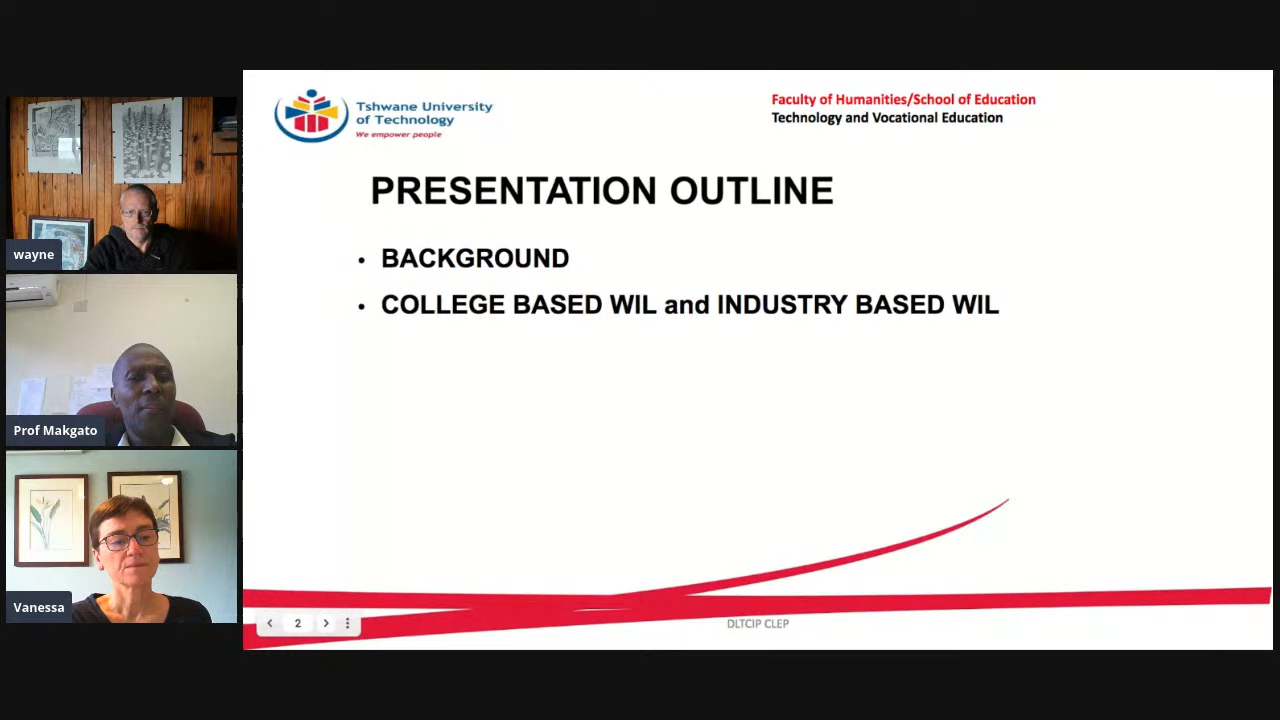 wayne
Prof Makgato
Vanessa
Tshwane University
of Technology
We empower people
Faculty of Humanities/School of Education
Technology and Vocational Education
PRESENTATION OUTLINE
• BACKGROUND
• COLLEGE BASED WIL and INDUSTRY BASED WIL
2
DLTCIP CLEP